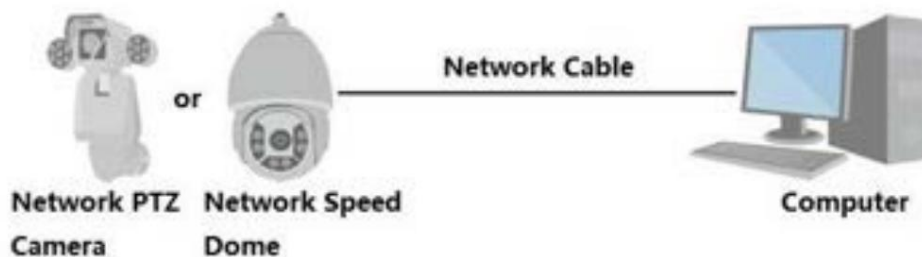 Network Cable
or
Network PTZ
Camera
Network Speed
Dome
Computer